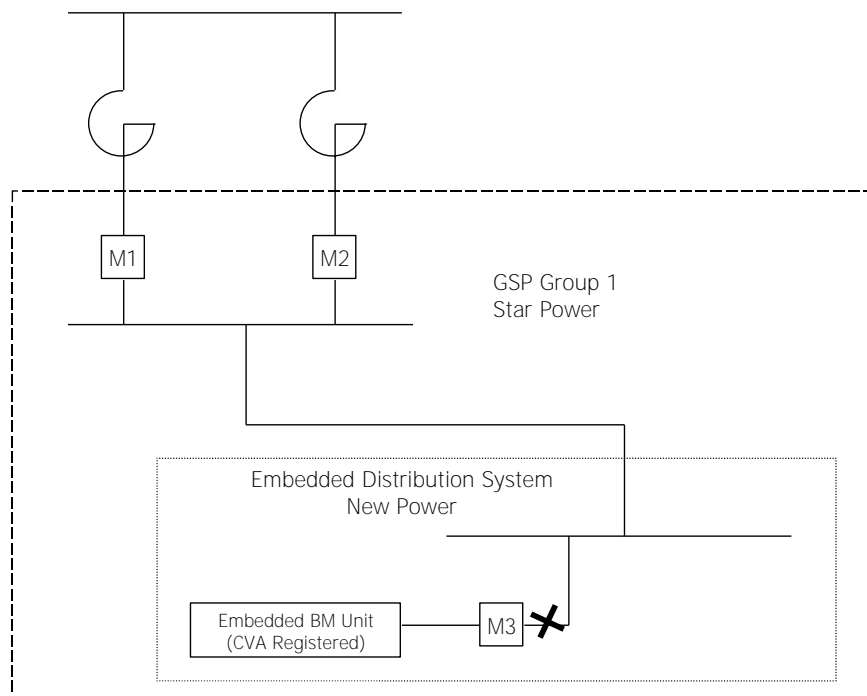 M1
M2
GSP Group 1
Star Power
Embedded Distribution System
New Power
Embedded BM Unit
(CVA Registered)
M3